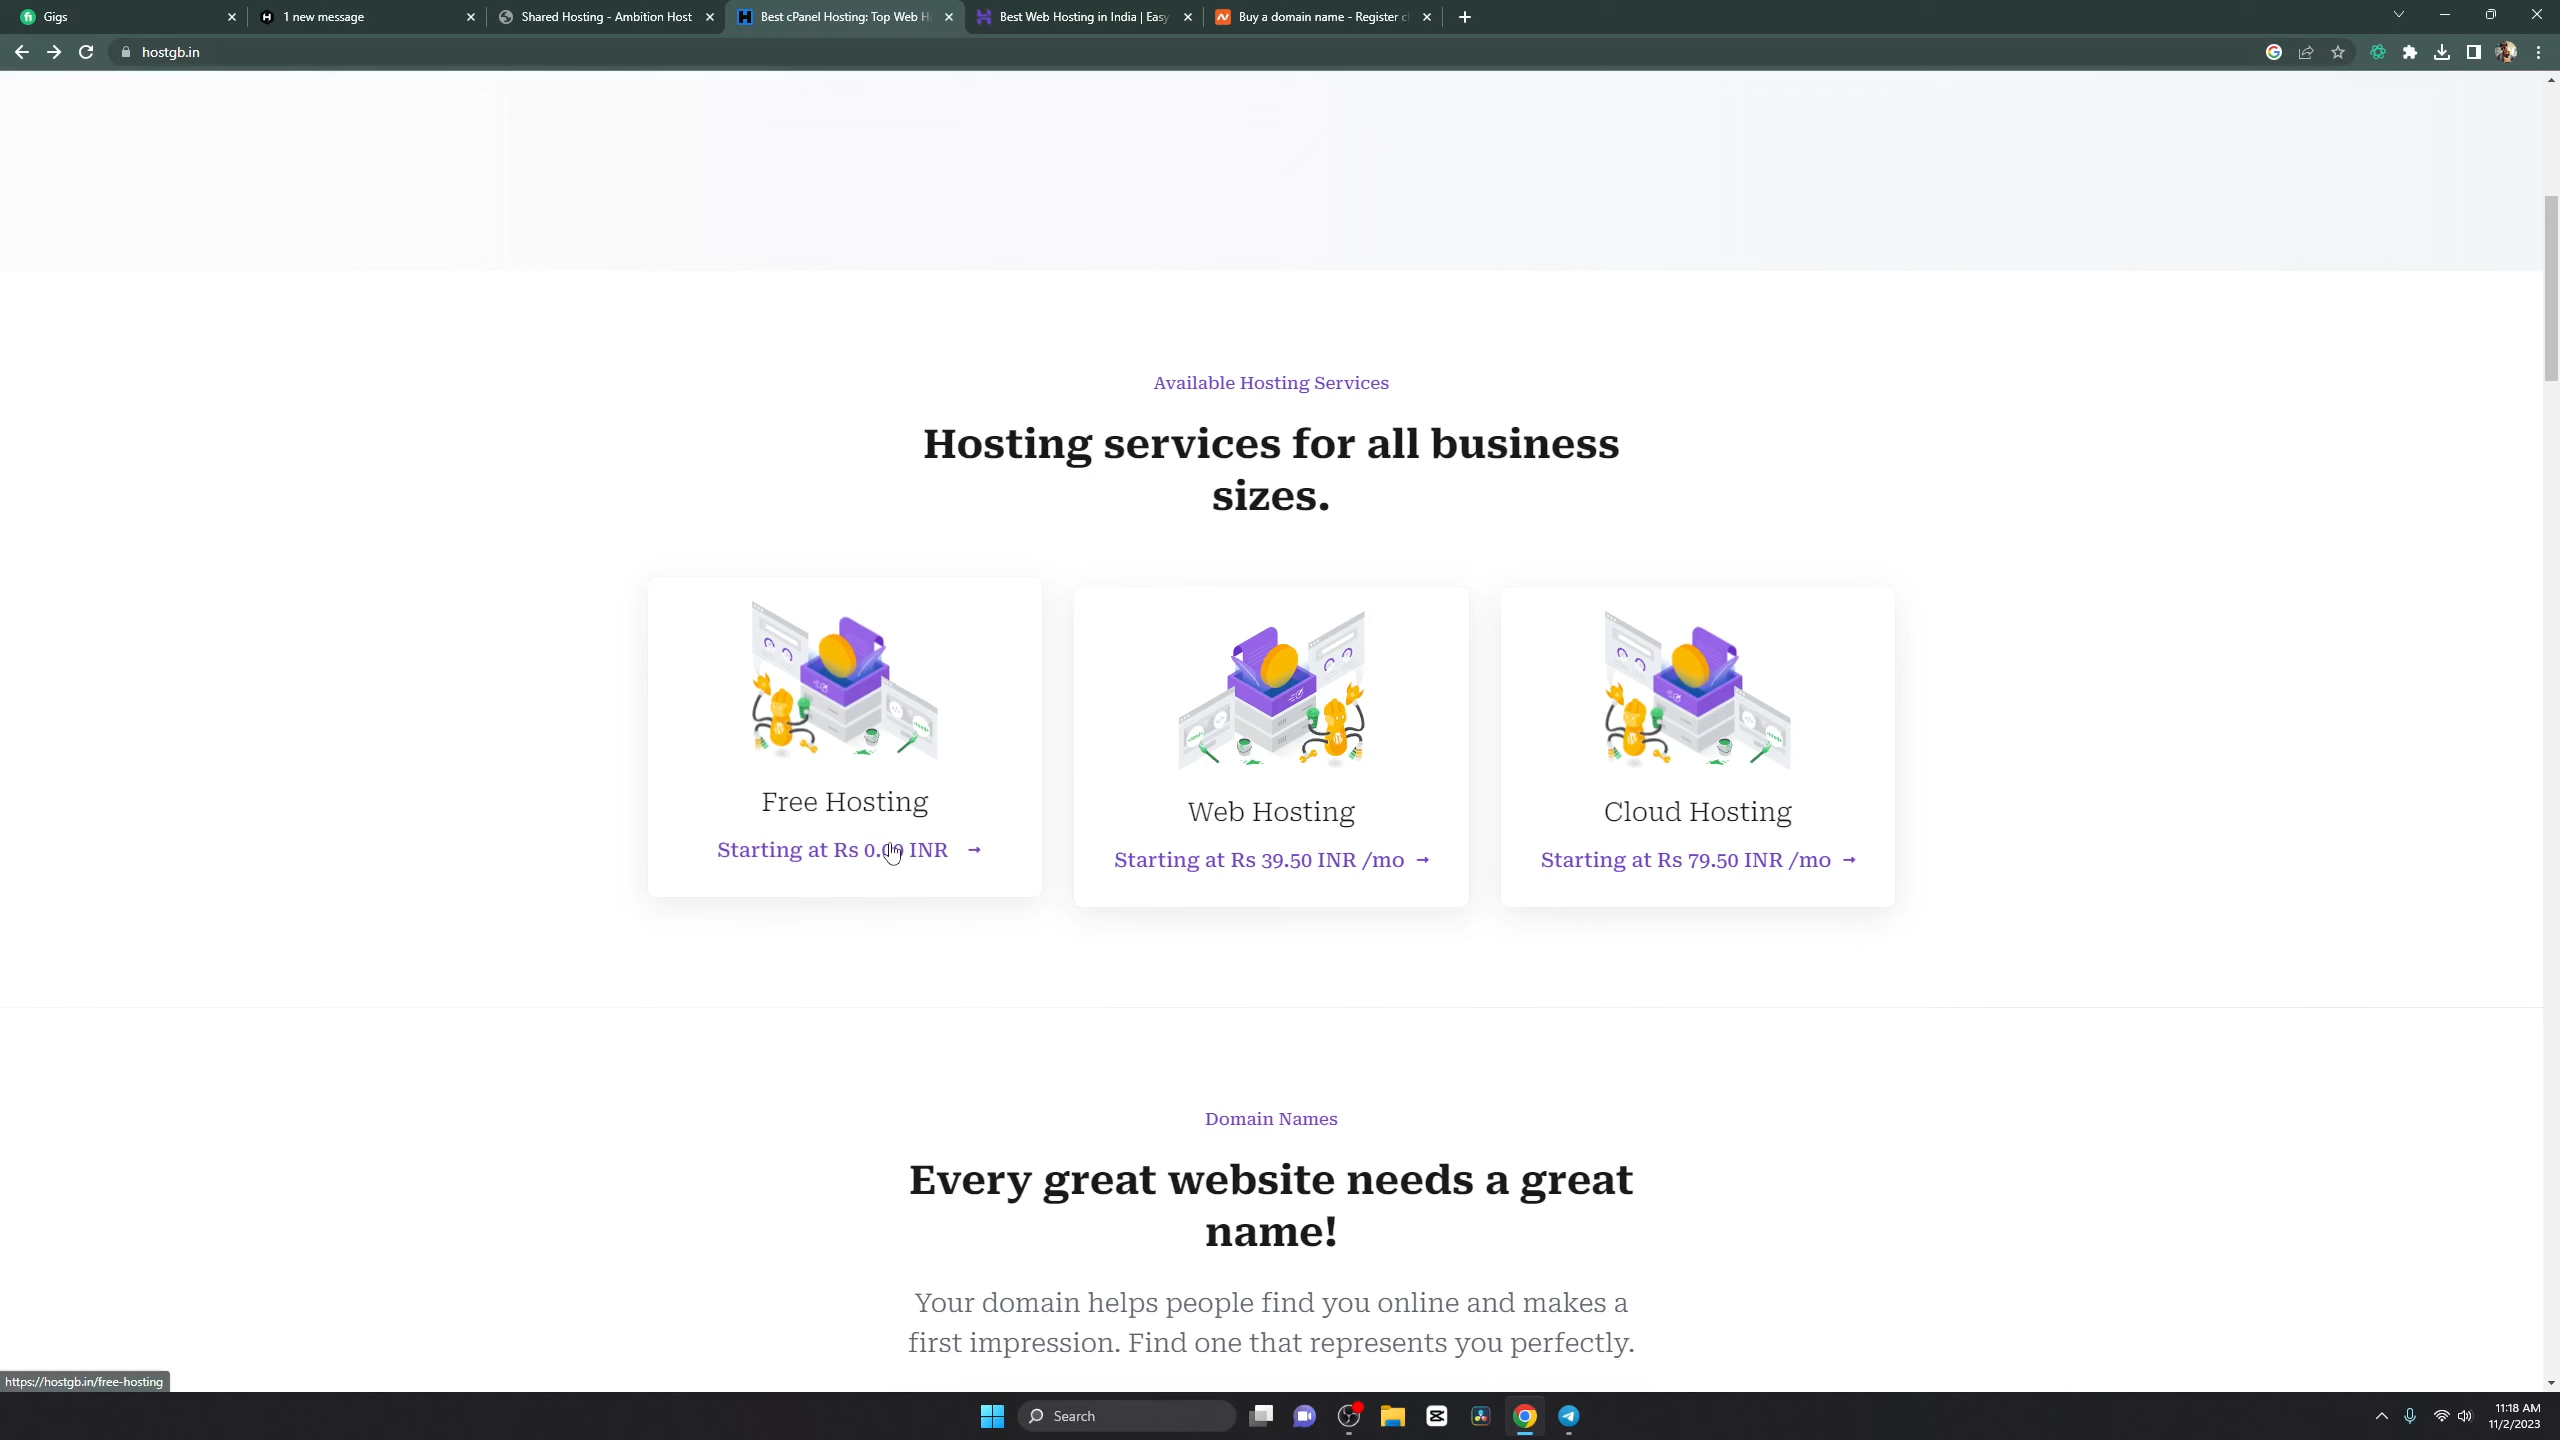 Gigs
1 new message
Shared Hosting - Ambition Host
Best cPanel Hosting: Top Web H
Best Web Hosting in India | Easy
Buy a domain name - Register c
hostgb.in
Available Hosting Services
Hosting services for all business
sizes.
Free Hosting
Starting at Rs 0.00 INR →
Web Hosting
Starting at Rs 39.50 INR /mo →
Cloud Hosting
Starting at Rs 79.50 INR /mo →
Domain Names
Every great website needs a great
name!
Your domain helps people find you online and makes a
first impression. Find one that represents you perfectly.
https://hostgb.in/free-hosting
Search
11:18 AM
11/2/2023